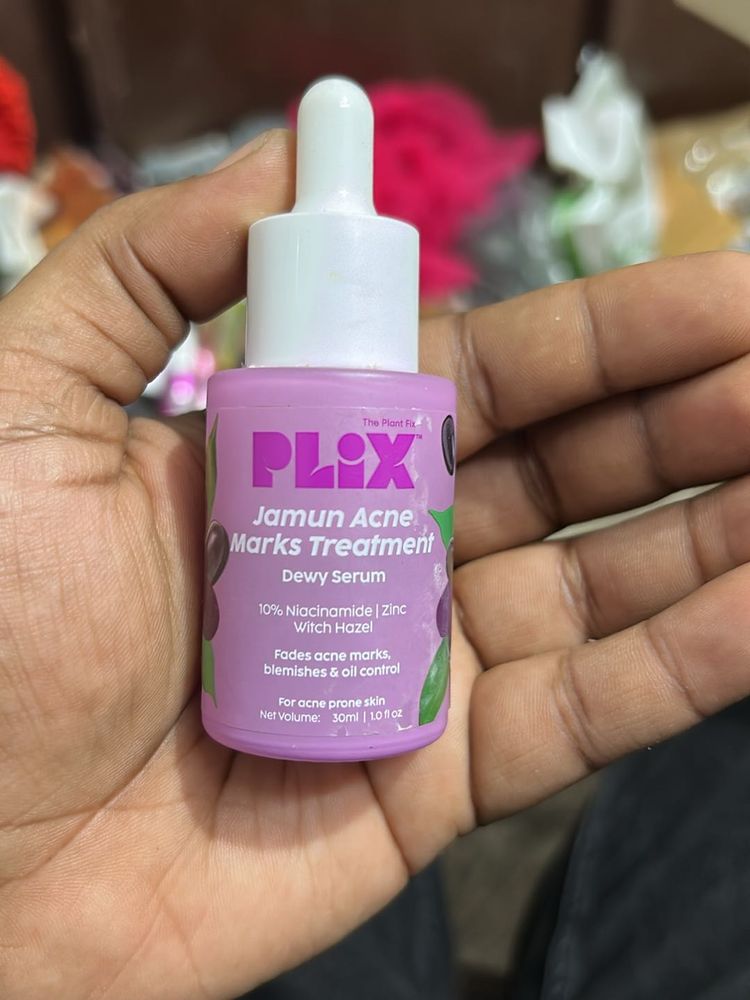 The Plant Fix
PLiX™
Jamun Acne
Marks Treatment
Dewy Serum
10% Niacinamide | Zinc
Witch Hazel
Fades acne marks,
blemishes & oil control
For acne prone skin
Net Volume: 30ml | 1.0 fl oz